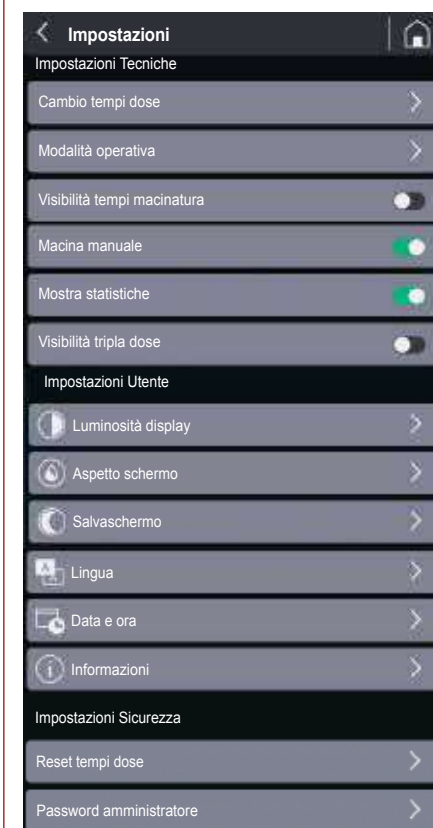 Impostazioni
Impostazioni Tecniche
Cambio tempi dose
Modalità operativa
Visibilità tempi macinatura
Macina manuale
Mostra statistiche
Visibilità tripla dose
Impostazioni Utente
Luminosità display
Aspetto schermo
Salvaschermo
Lingua
Data e ora
Informazioni
Impostazioni Sicurezza
Reset tempi dose
Password amministratore